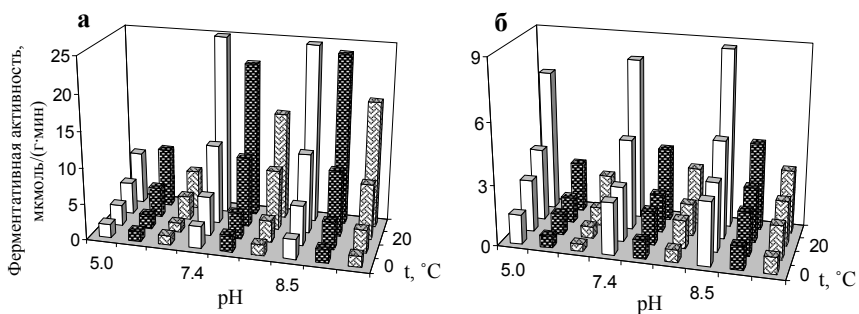 а
б
Ферментативная активность,
мкмоль/(г·мин)
25
20
15
10
5
0
5.0
7.4
8.5
pH
0
20
t, ˚C
9
6
3
0
5.0
7.4
8.5
pH
0
20
t, ˚C